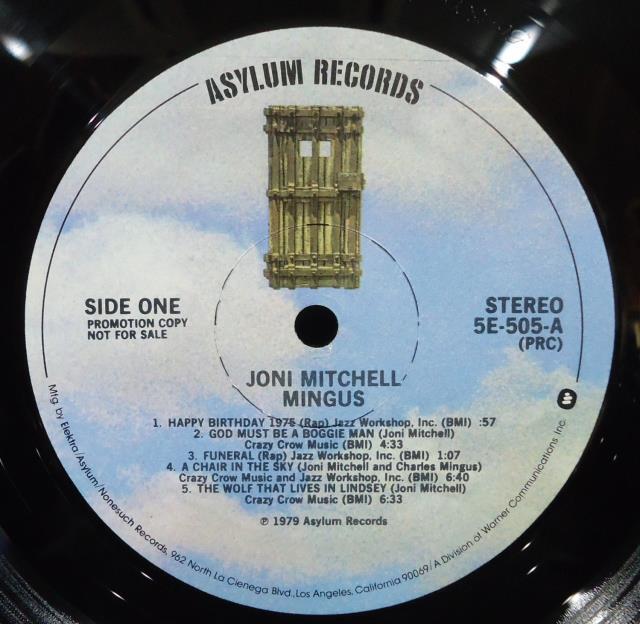 ASYLUM RECORDS
SIDE ONE
PROMOTION COPY
NOT FOR SALE
STEREO
5E-505-A
(PRC)
JONI MITCHELL
MINGUS
1. HAPPY BIRTHDAY 1975 (Rap) Jazz Workshop, Inc. (BMI) :57
2. GOD MUST BE A BOGGIE MAN (Joni Mitchell)
Crazy Crow Music (BMI) 4:33
3. FUNERAL (Rap) Jazz Workshop, Inc. (BMI) 1:07
4. A CHAIR IN THE SKY (Joni Mitchell and Charles Mingus)
Crazy Crow Music and Jazz Workshop, Inc. (BMI) 6:40
5. THE WOLF THAT LIVES IN LINDSEY (Joni Mitchell)
Crazy Crow Music (BMI) 6:33
℗ 1979 Asylum Records
Mfg. by Elektra/Asylum/Nonesuch Records, 962 North La Cienega Blvd., Los Angeles, California 90069/A Division of Warner Communications Inc.